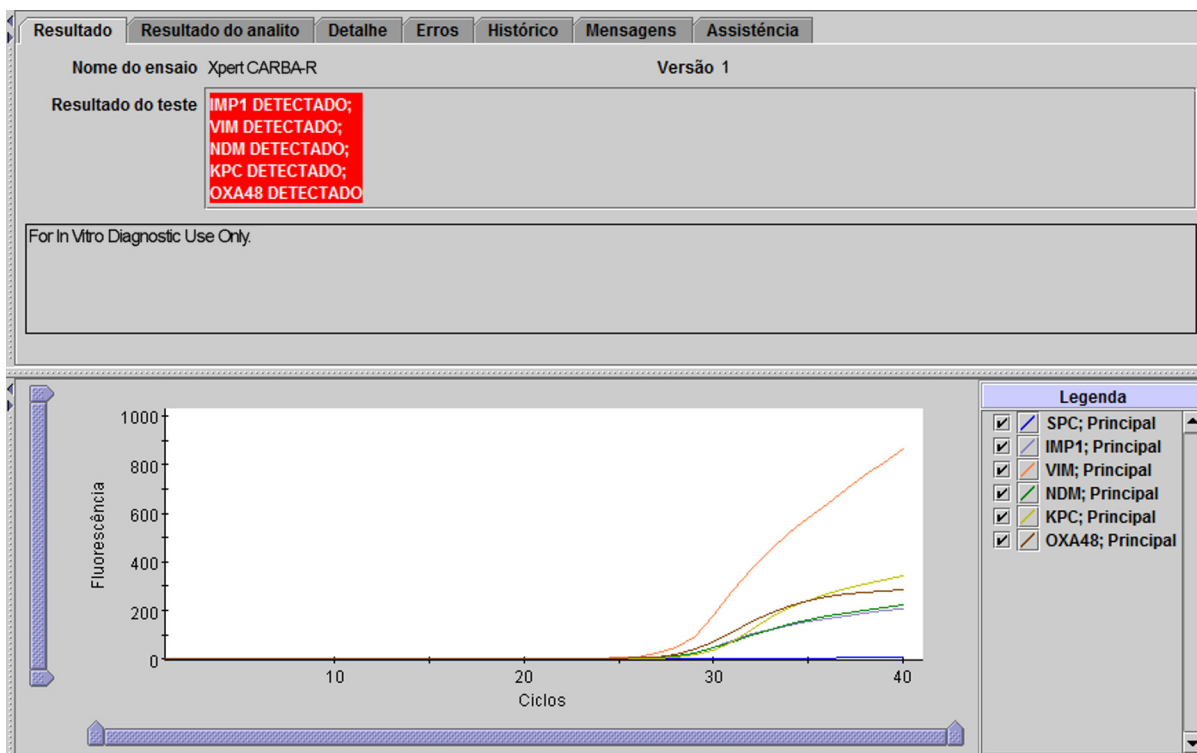 Resultado Resultado do analito Detalhe Erros Histórico Mensagens Assisténcia
Nome do ensaio Xpert CARBA-R Versão 1
Resultado do teste IMP1 DETECTADO;
VIM DETECTADO;
NDM DETECTADO;
KPC DETECTADO;
OXA48 DETECTADO
For In Vitro Diagnostic Use Only.
1000
800
600
400
200
0
Fluorescência
10 20 30 40
Ciclos
Legenda
SPC; Principal
IMP1; Principal
VIM; Principal
NDM; Principal
KPC; Principal
OXA48; Principal